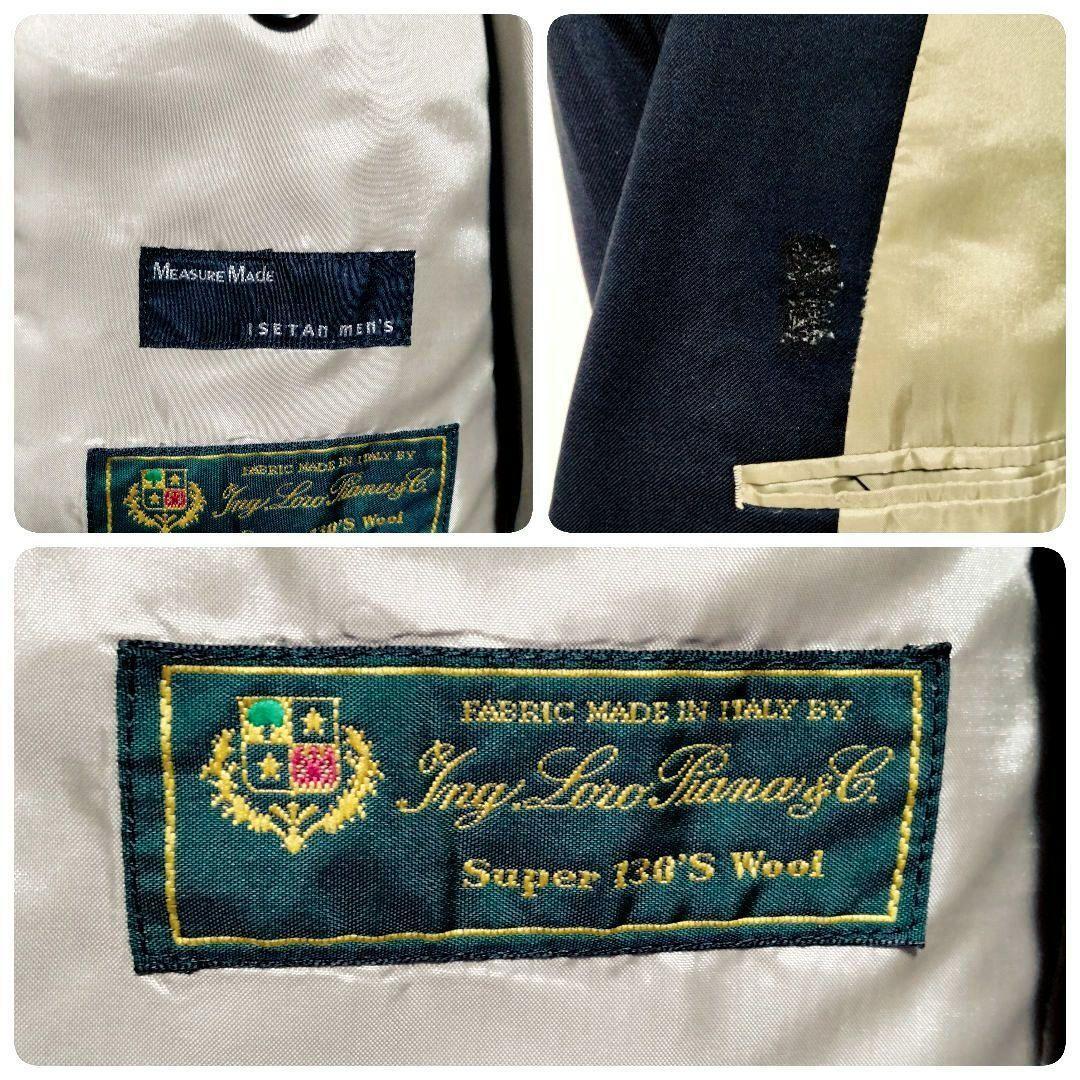 MEASURE MADE
ISETAN MEN'S
FABRIC MADE IN ITALY BY
Ing. Loro Piana & C.
130'S Wool
FABRIC MADE IN ITALY BY
Ing. Loro Piana & C.
Super 130'S Wool